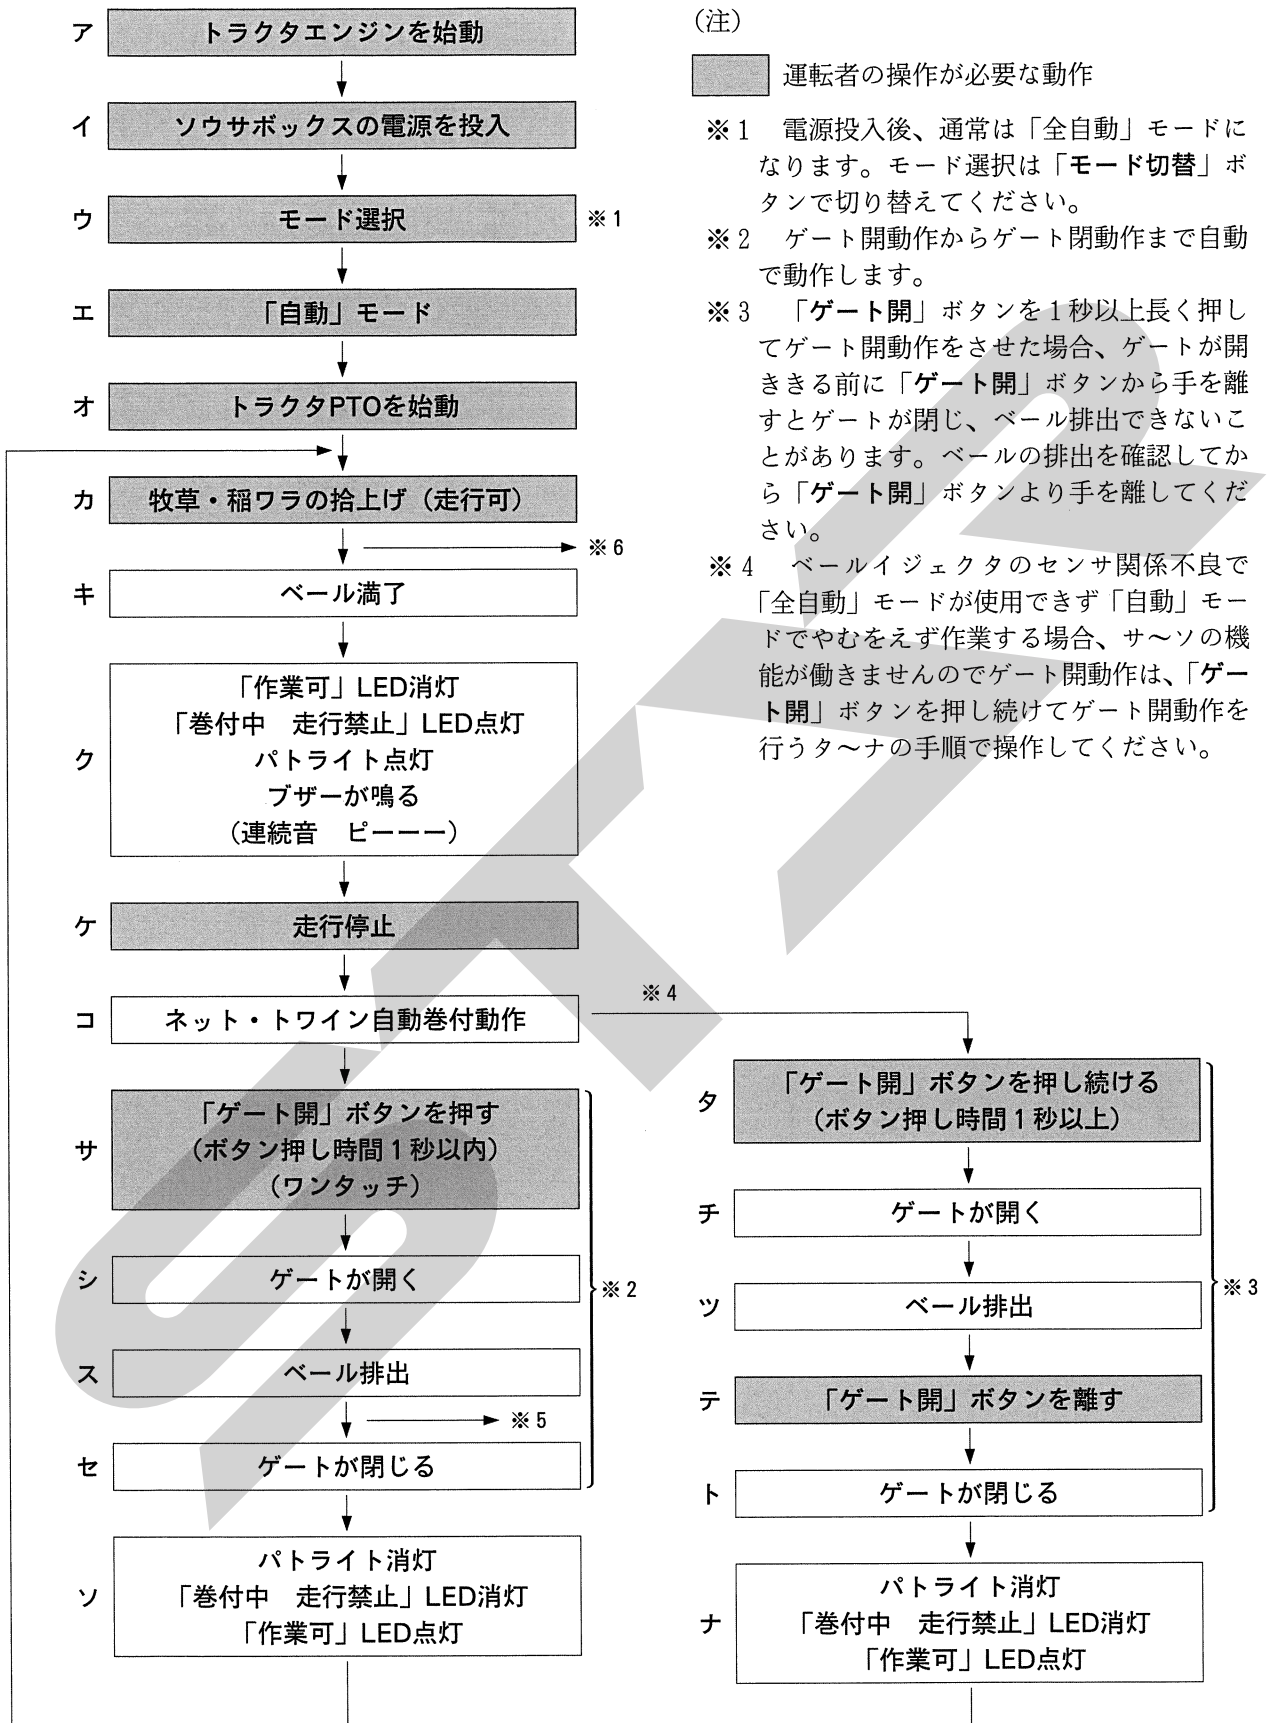 ア トラクタエンジンを始動
イ ソウサボックスの電源を投入
ウ モード選択 ※1
エ 「自動」モード
オ トラクタPTOを始動
カ 牧草・稲ワラの拾上げ（走行可）
※6
キ ベール満了
ク
「作業可」LED消灯
「巻付中　走行禁止」LED点灯
パトライト点灯
ブザーが鳴る
（連続音　ピーーー）
ケ 走行停止
コ ネット・トワイン自動巻付動作
※4
サ
「ゲート開」ボタンを押す
（ボタン押し時間1秒以内）
（ワンタッチ）
シ ゲートが開く
※2
ス ベール排出
※5
セ ゲートが閉じる
ソ
パトライト消灯
「巻付中　走行禁止」LED消灯
「作業可」LED点灯
タ
「ゲート開」ボタンを押し続ける
（ボタン押し時間1秒以上）
チ ゲートが開く
※3
ツ ベール排出
テ 「ゲート開」ボタンを離す
ト ゲートが閉じる
ナ
パトライト消灯
「巻付中　走行禁止」LED消灯
「作業可」LED点灯
（注）
運転者の操作が必要な動作
※1　電源投入後、通常は「全自動」モードに
なります。モード選択は「モード切替」ボ
タンで切り替えてください。
※2　ゲート開動作からゲート閉動作まで自動
で動作します。
※3　「ゲート開」ボタンを1秒以上長く押し
てゲート開動作をさせた場合、ゲートが開
ききる前に「ゲート開」ボタンから手を離
すとゲートが閉じ、ベール排出できないこ
とがあります。ベールの排出を確認してか
ら「ゲート開」ボタンより手を離してくだ
さい。
※4　ベールイジェクタのセンサ関係不良で
「全自動」モードが使用できず「自動」モー
ドでやむをえず作業する場合、サ～ソの機
能が働きませんのでゲート開動作は、「ゲー
ト開」ボタンを押し続けてゲート開動作を
行うタ～ナの手順で操作してください。